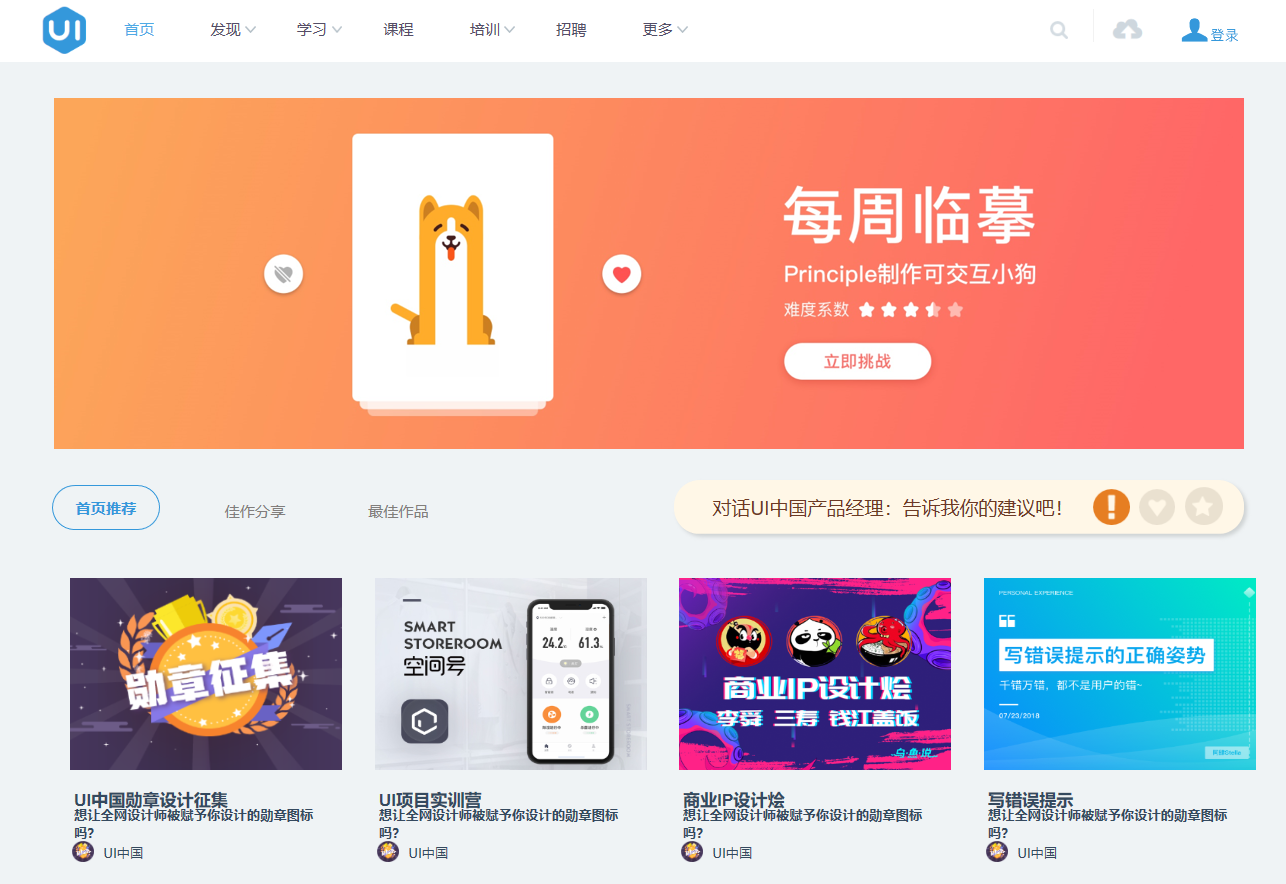 UI
首页
发现
学习
课程
培训
招聘
更多
登录
每周临摹
Principle制作可交互小狗
难度系数
立即挑战
首页推荐
佳作分享
最佳作品
对话UI中国产品经理：告诉我你的建议吧！
勋章征集
SMART
STOREROOM
空间号
24.2
61.3
商业IP设计烩
李舜 三寿 钱江盖饭
乌·鱼·说
PERSONAL EXPERIENCE
写错误提示的正确姿势
千错万错，都不是用户的错~
07/23/2018
UI中国勋章设计征集
想让全网设计师被赋予你设计的勋章图标
吗?
UI中国
UI项目实训营
想让全网设计师被赋予你设计的勋章图标
吗?
UI中国
商业IP设计烩
想让全网设计师被赋予你设计的勋章图标
吗?
UI中国
写错误提示
想让全网设计师被赋予你设计的勋章图标
吗?
UI中国